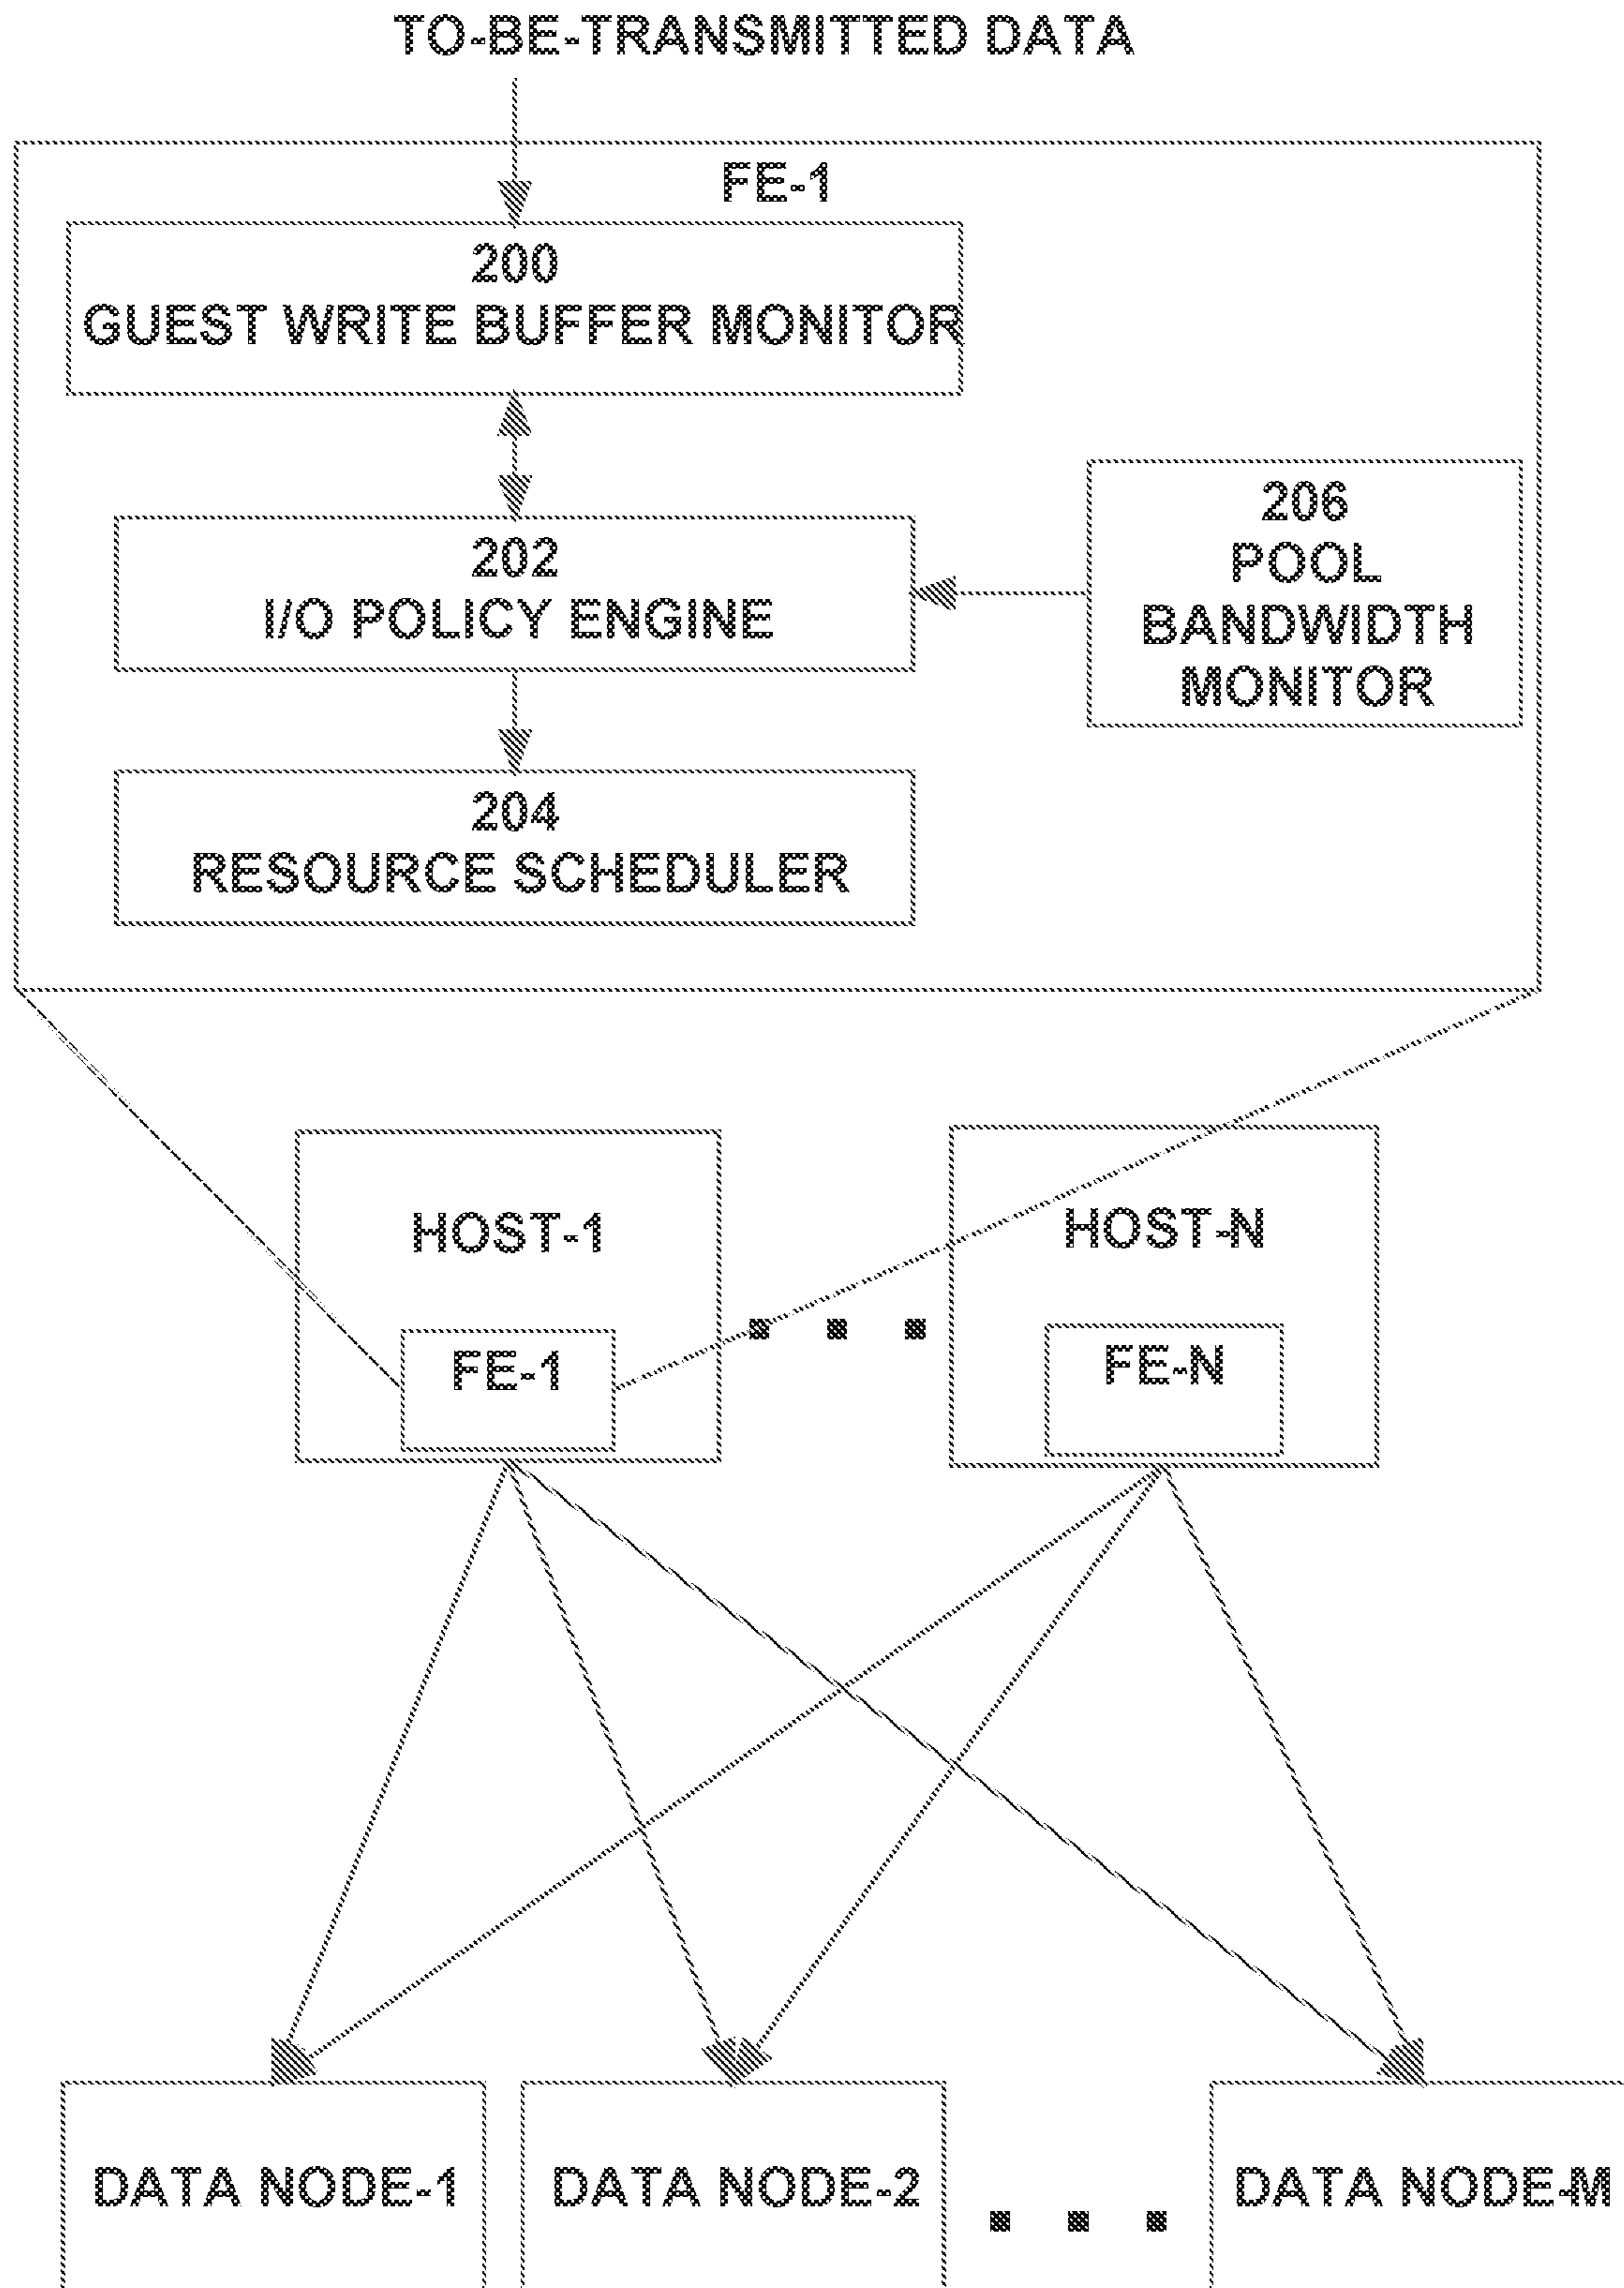 TO-BE-TRANSMITTED DATA
FE-1
200
GUEST WRITE BUFFER MONITOR
202
I/O POLICY ENGINE
206
POOL
BANDWIDTH
MONITOR
204
RESOURCE SCHEDULER
HOST-1
HOST-N
FE-1
FE-N
DATA NODE-1
DATA NODE-2
DATA NODE-M